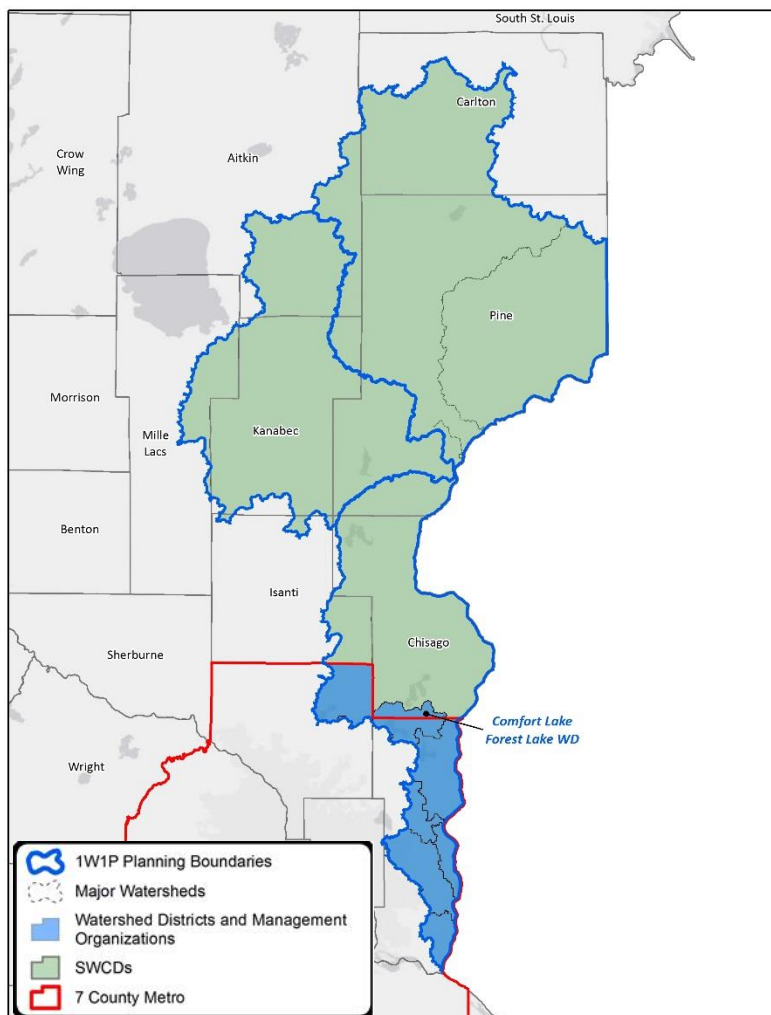 South St. Louis
Carlton
Crow
Wing
Aitkin
Pine
Morrison
Mille
Lacs
Kanabec
Benton
Isanti
Chisago
Sherburne
Comfort Lake
Forest Lake WD
Wright
1W1P Planning Boundaries
Major Watersheds
Watershed Districts and Management
Organizations
SWCDs
7 County Metro